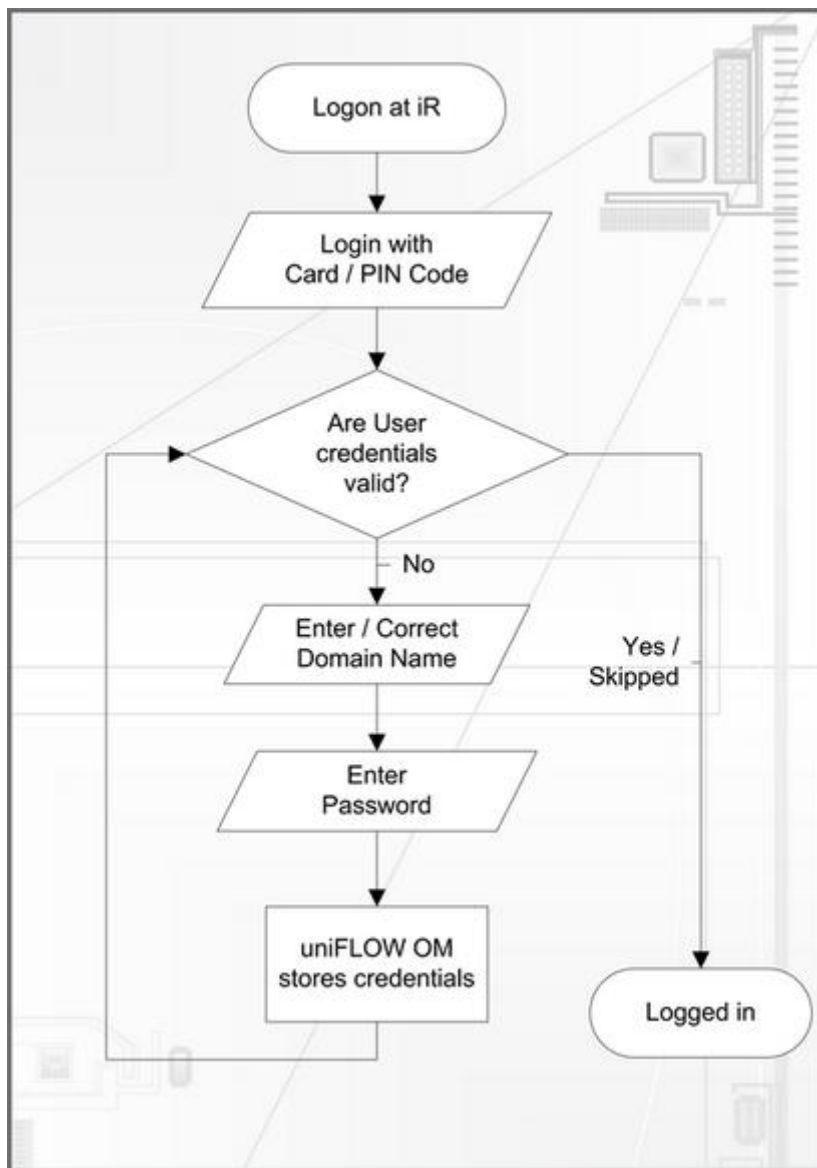 Logon at iR
Login with
Card / PIN Code
Are User
credentials
valid?
No
Enter / Correct
Domain Name
Yes /
Skipped
Enter
Password
uniFLOW OM
stores credentials
Logged in